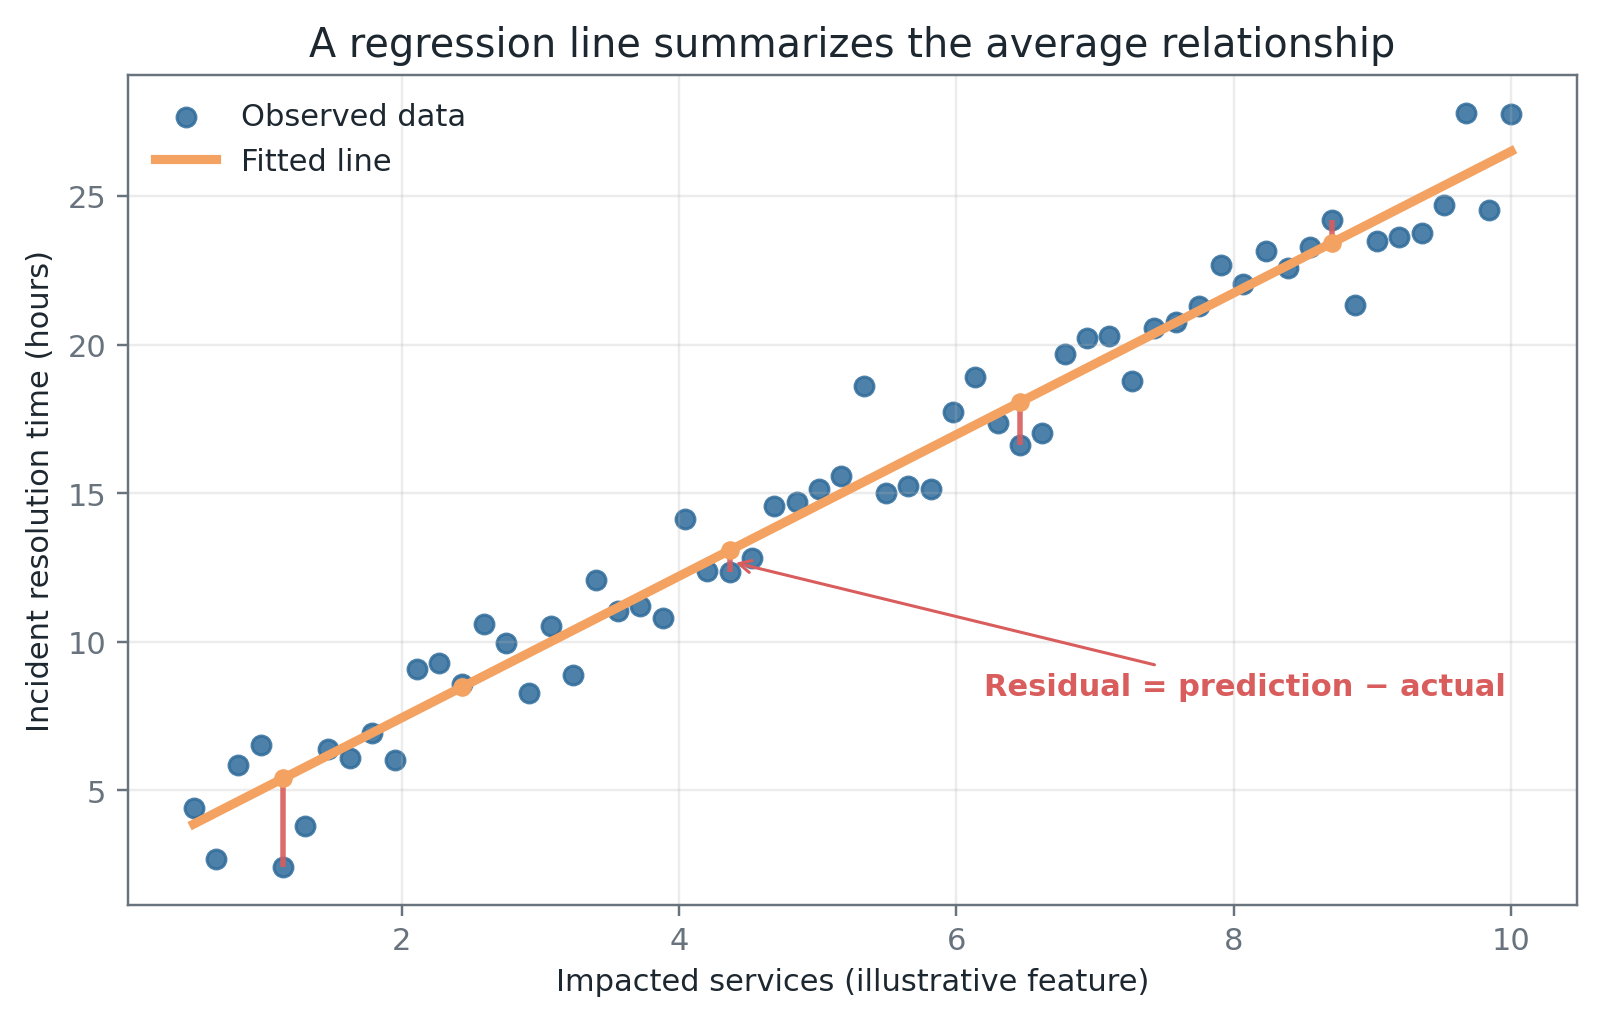 A regression line summarizes the average relationship
Observed data
Fitted line
Incident resolution time (hours)
25
20
15
10
5
Residual = prediction − actual
2
4
6
8
10
Impacted services (illustrative feature)